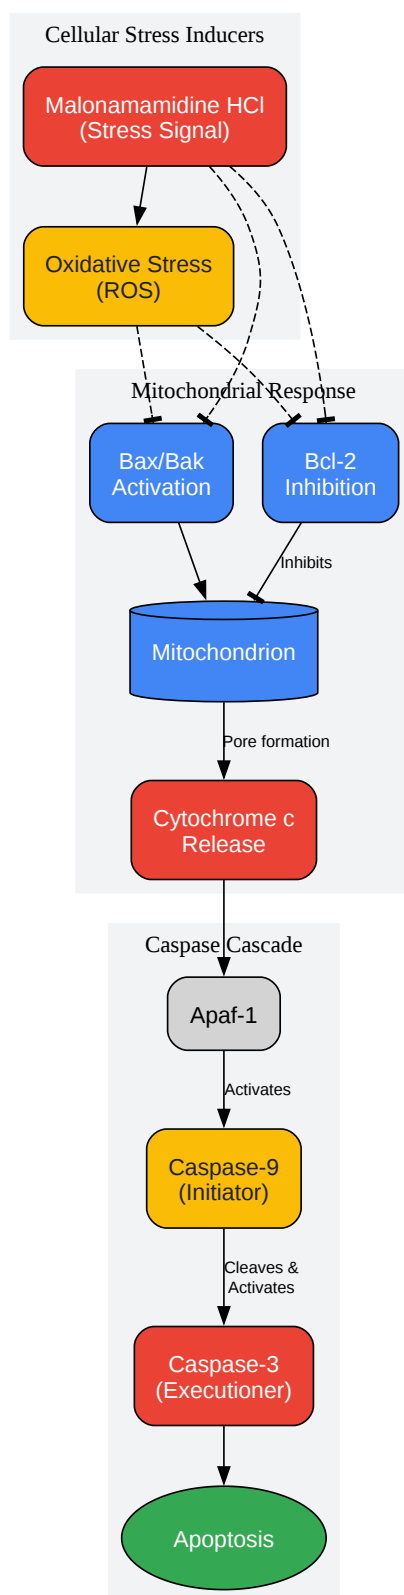 Cellular Stress Inducers
Malonamamidine HCl
(Stress Signal)
Oxidative Stress
(ROS)
Mitochondrial Response
Bax/Bak
Activation
Bcl-2
Inhibition
Inhibits
Mitochondrion
Pore formation
Cytochrome c
Release
Caspase Cascade
Apaf-1
Activates
Caspase-9
(Initiator)
Cleaves &
Activates
Caspase-3
(Executioner)
Apoptosis